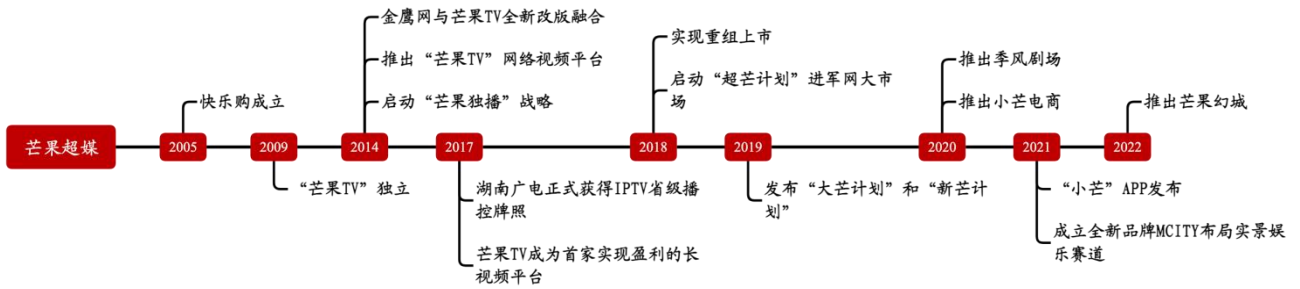 芒果超媒
2005
快乐购成立
2009
“芒果TV”独立
2014
金鹰网与芒果TV全新改版融合
推出“芒果TV”网络视频平台
启动“芒果独播”战略
2017
湖南广电正式获得IPTV省级播
控牌照
芒果TV成为首家实现盈利的长
视频平台
2018
实现重组上市
启动“超芒计划”进军网大市
场
2019
发布“大芒计划”和“新芒计
划”
2020
推出季风剧场
推出小芒电商
2021
“小芒”APP发布
成立全新品牌MCITY布局实景娱
乐赛道
2022
推出芒果幻城